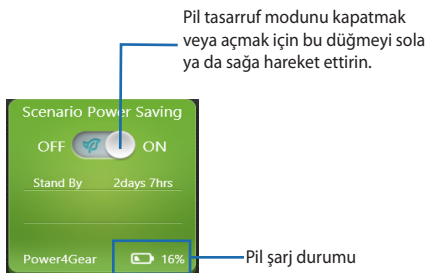 Pil tasarruf modunu kapatmak
veya açmak için bu düğmeyi sola
ya da sağa hareket ettirin.
Scenario Power Saving
OFF ON
Stand By 2days 7hrs
Power4Gear 16%
Pil şarj durumu